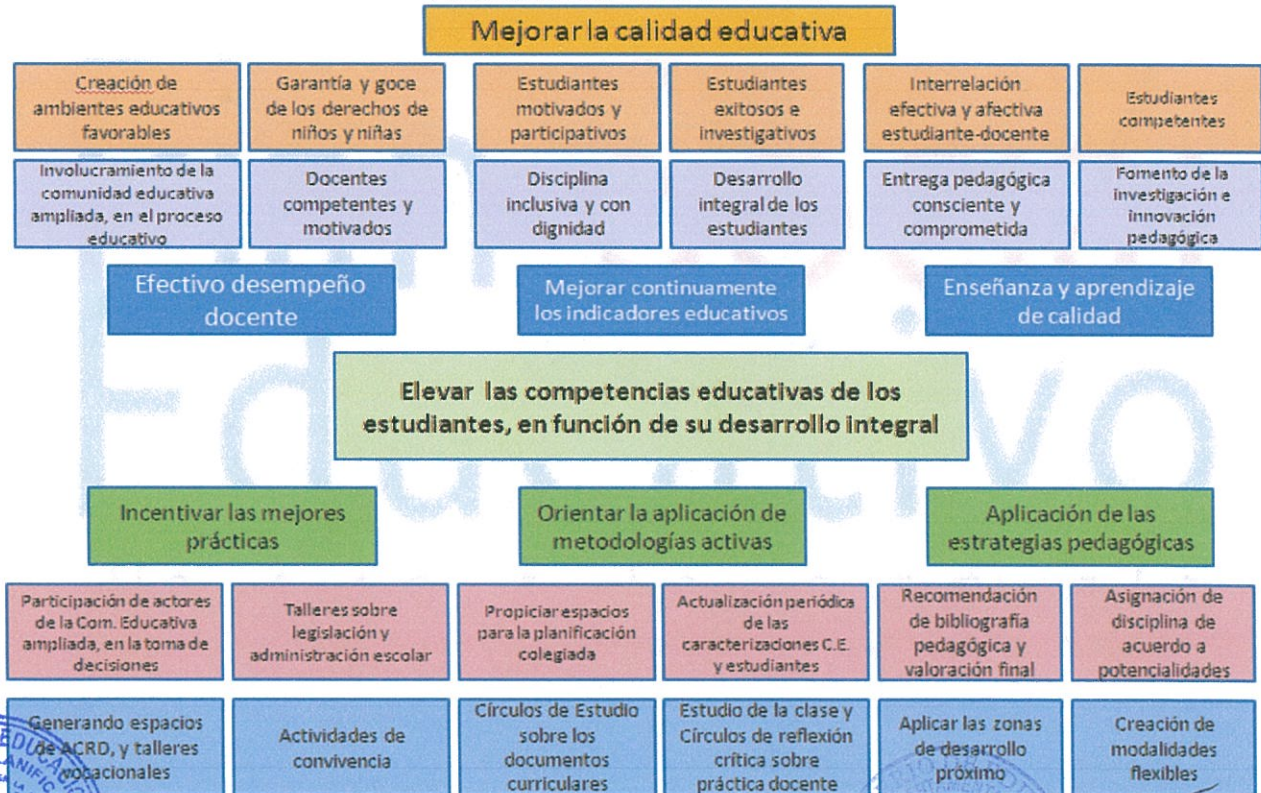 Mejorar la calidad educativa
Creación de
ambientes educativos
favorables
Garantía y goce
de los derechos de
niños y niñas
Estudiantes
motivados y
participativos
Estudiantes
exitosos e
investigativos
Interrelación
efectiva y afectiva
estudiante-docente
Estudiantes
competentes
Involucramiento de la
comunidad educativa
ampliada, en el proceso
educativo
Docentes
competentes y
motivados
Disciplina
inclusiva y con
dignidad
Desarrollo
integral de los
estudiantes
Entrega pedagógica
consciente y
comprometida
Fomento de la
investigación e
innovación
pedagógica
Efectivo desempeño
docente
Mejorar continuamente
los indicadores educativos
Enseñanza y aprendizaje
de calidad
Elevar las competencias educativas de los
estudiantes, en función de su desarrollo integral
Educativo
Incentivar las mejores
prácticas
Orientar la aplicación de
metodologías activas
Aplicación de las
estrategias pedagógicas
Participación de actores
de la Com. Educativa
ampliada, en la toma de
decisiones
Talleres sobre
legislación y
administración escolar
Propiciar espacios
para la planificación
colegiada
Actualización periódica
de las
caracterizaciones C.E.
y estudiantes
Recomendación
de bibliografía
pedagógica y
valoración final
Asignación de
disciplina de
acuerdo a
potencialidades
Generando espacios
de ACRD, y talleres
vocacionales
Actividades de
convivencia
Círculos de Estudio
sobre los
documentos
curriculares
Estudio de la clase y
Círculos de reflexión
crítica sobre
práctica docente
Aplicar las zonas
de desarrollo
próximo
Creación de
modalidades
flexibles